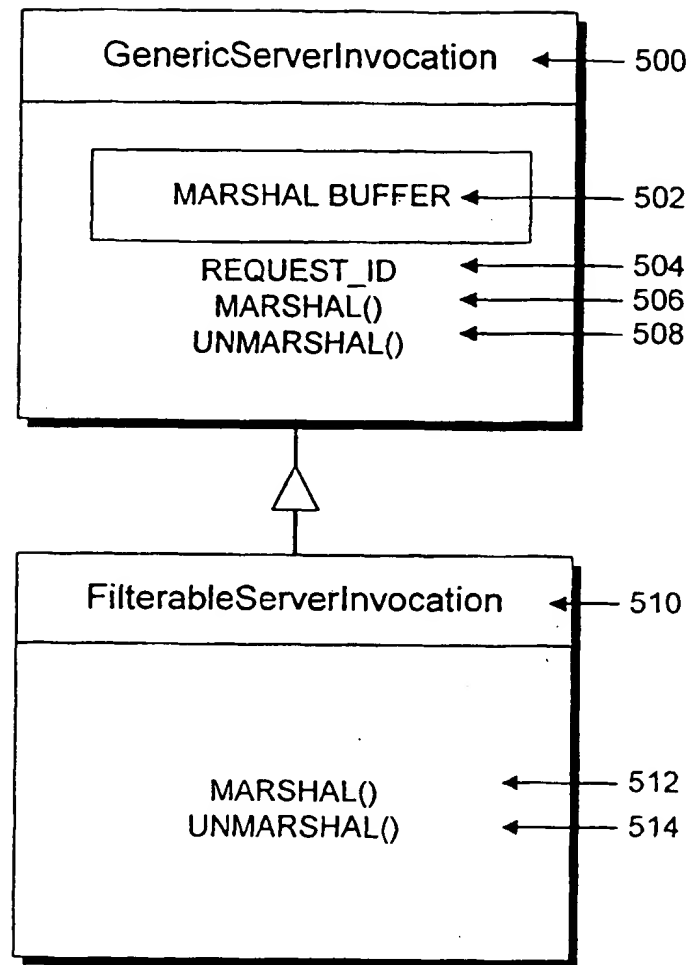 GenericServerInvocation 500
MARSHAL BUFFER 502
REQUEST_ID 504
MARSHAL() 506
UNMARSHAL() 508
FilterableServerInvocation 510
MARSHAL() 512
UNMARSHAL() 514